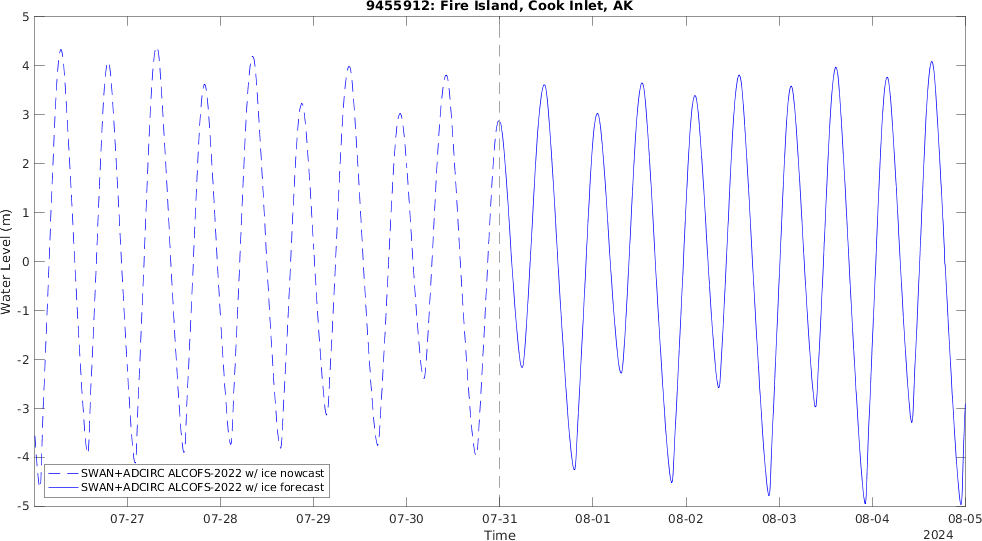 9455912: Fire Island, Cook Inlet, AK
5
4
3
2
1
0
-1
-2
-3
-4
-5
Water Level (m)
SWAN+ADCIRC ALCOFS-2022 w/ ice nowcast
SWAN+ADCIRC ALCOFS-2022 w/ ice forecast
07-27 07-28 07-29 07-30 07-31 08-01 08-02 08-03 08-04 08-05
Time
2024